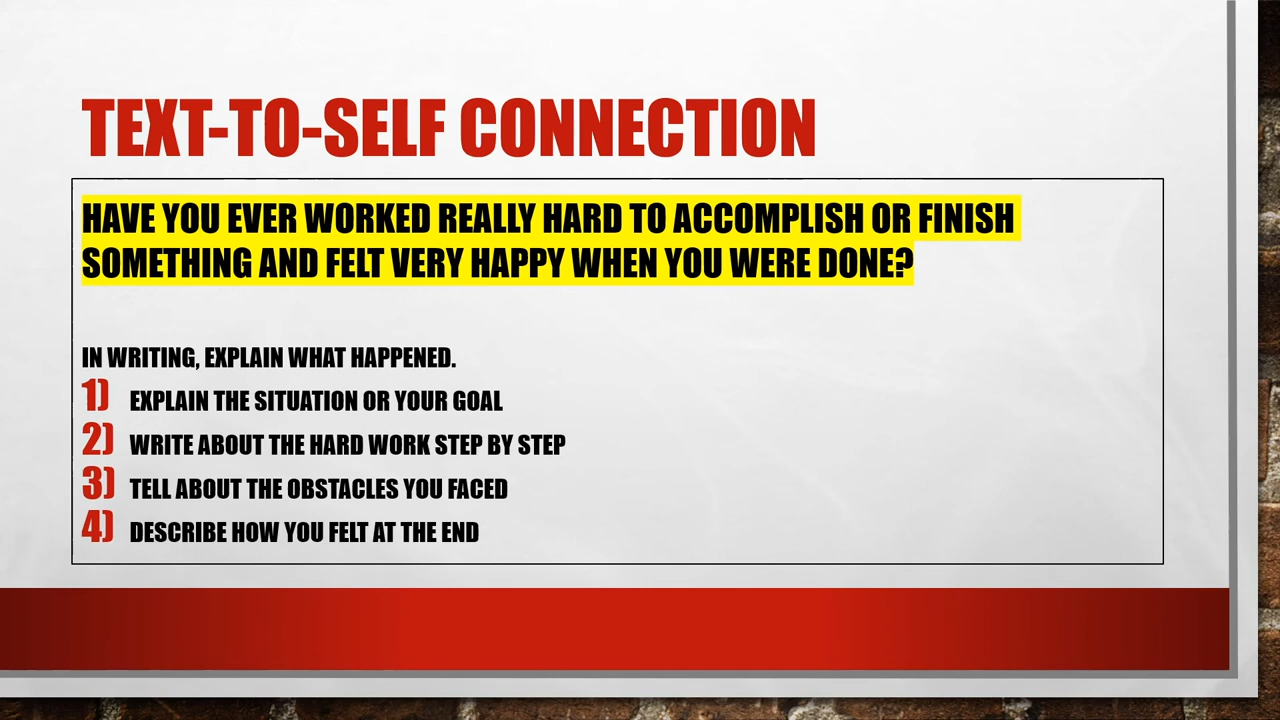 TEXT-TO-SELF CONNECTION
HAVE YOU EVER WORKED REALLY HARD TO ACCOMPLISH OR FINISH
SOMETHING AND FELT VERY HAPPY WHEN YOU WERE DONE?
IN WRITING, EXPLAIN WHAT HAPPENED.
1) EXPLAIN THE SITUATION OR YOUR GOAL
2) WRITE ABOUT THE HARD WORK STEP BY STEP
3) TELL ABOUT THE OBSTACLES YOU FACED
4) DESCRIBE HOW YOU FELT AT THE END